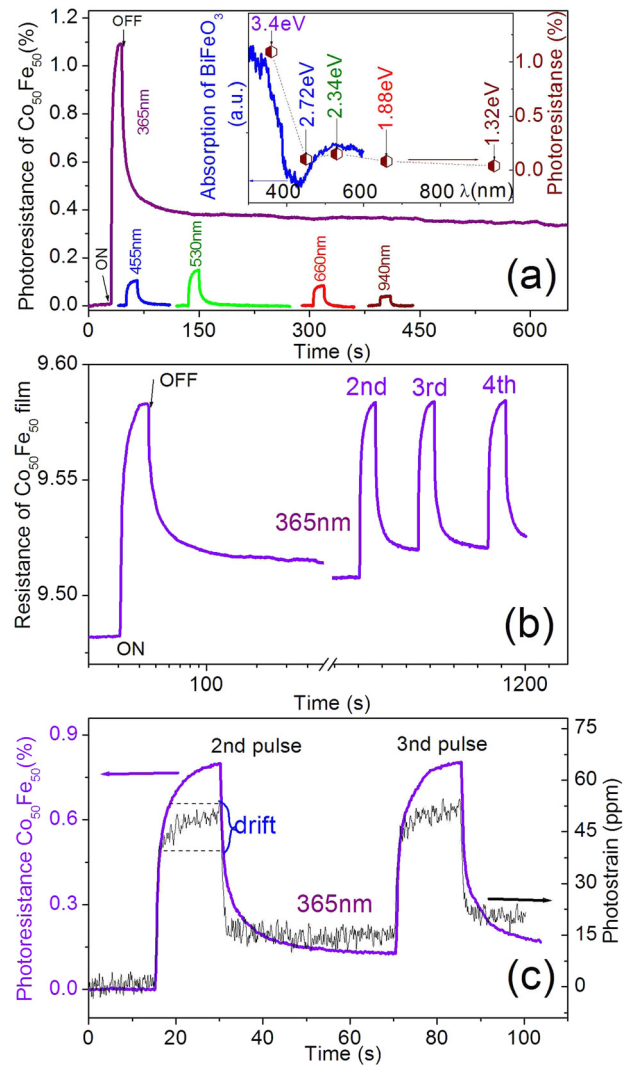 ON
OFF
365nm
455nm
530nm
660nm
940nm
ON
Photoresistance of Co50Fe50(%)
1.2
1.0
0.8
0.6
0.4
0.2
0.0
0
150
300
450
600
Time (s)
(a)
Absorption of BiFeO3
(a.u.)
3.4eV
2.72eV
2.34eV
1.88eV
1.32eV
1.0%
0.5%
0.0%
Photoresistanse (%)
400
600
800
λ(nm)
Resistance of Co50Fe50 film
9.60
9.55
9.50
OFF
ON
365nm
2nd
3rd
4th
(b)
100
1200
Time (s)
Photoresistance Co50Fe50(%)
0.9
0.6
0.3
0.0
2nd pulse
3nd pulse
drift
365nm
(c)
75
60
45
30
15
0
Photostrain (ppm)
0
20
40
60
80
100
Time (s)